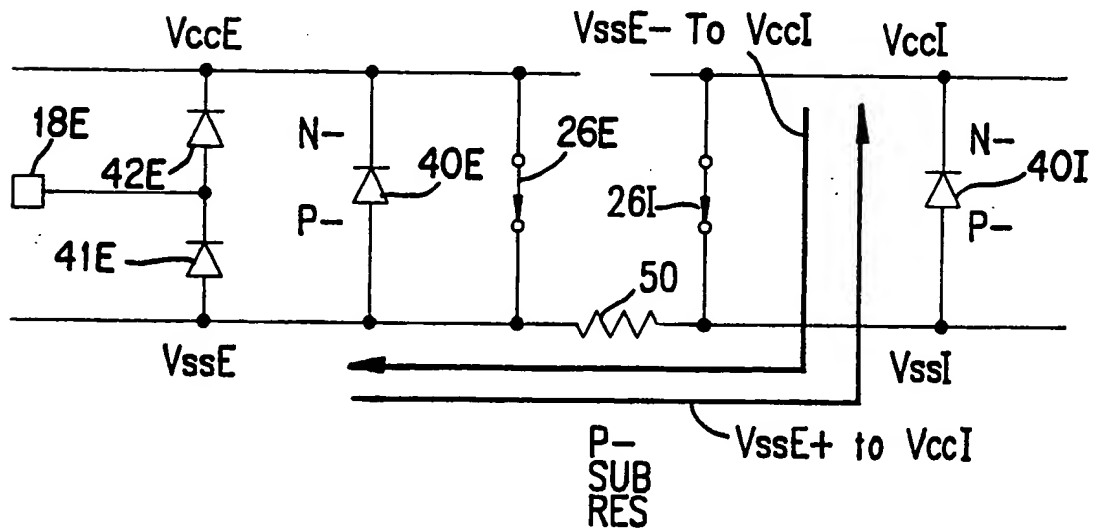 VccE
VssE- To VccI
VccI
18E
42E
N-
P-
40E
26E
26I
N-
P-
40I
41E
50
VssE
VssI
VssE+ to VccI
P-
SUB
RES